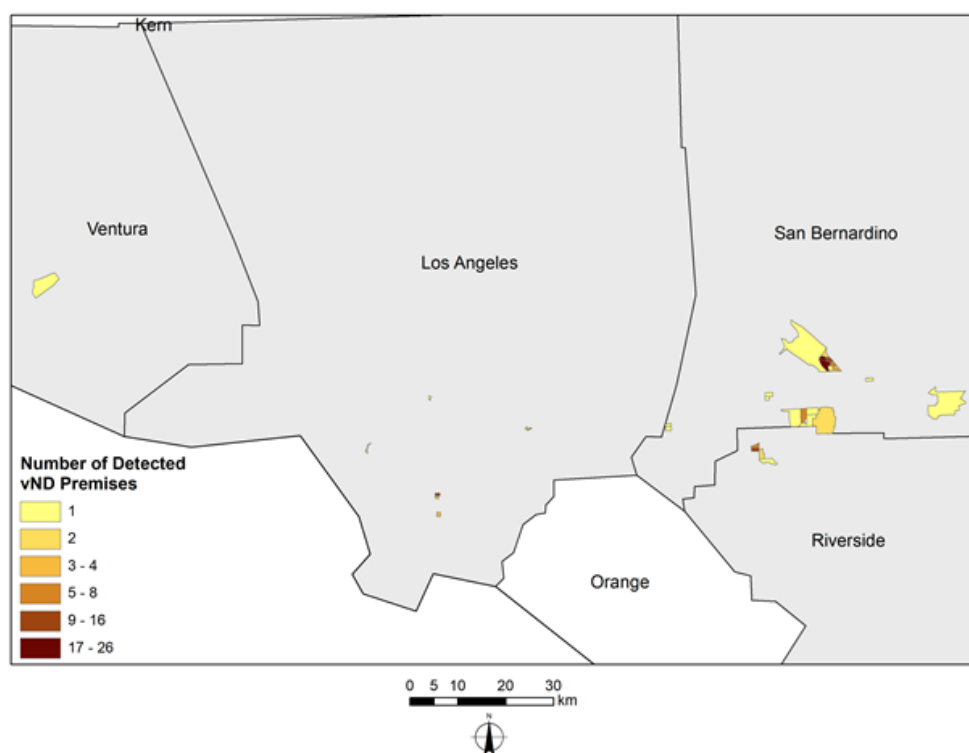 Kern
Ventura
San Bernardino
Los Angeles
Number of Detected
vND Premises
1
2
3 - 4
5 - 8
9 - 16
17 - 26
Riverside
Orange
0 5 10 20 30
km
N